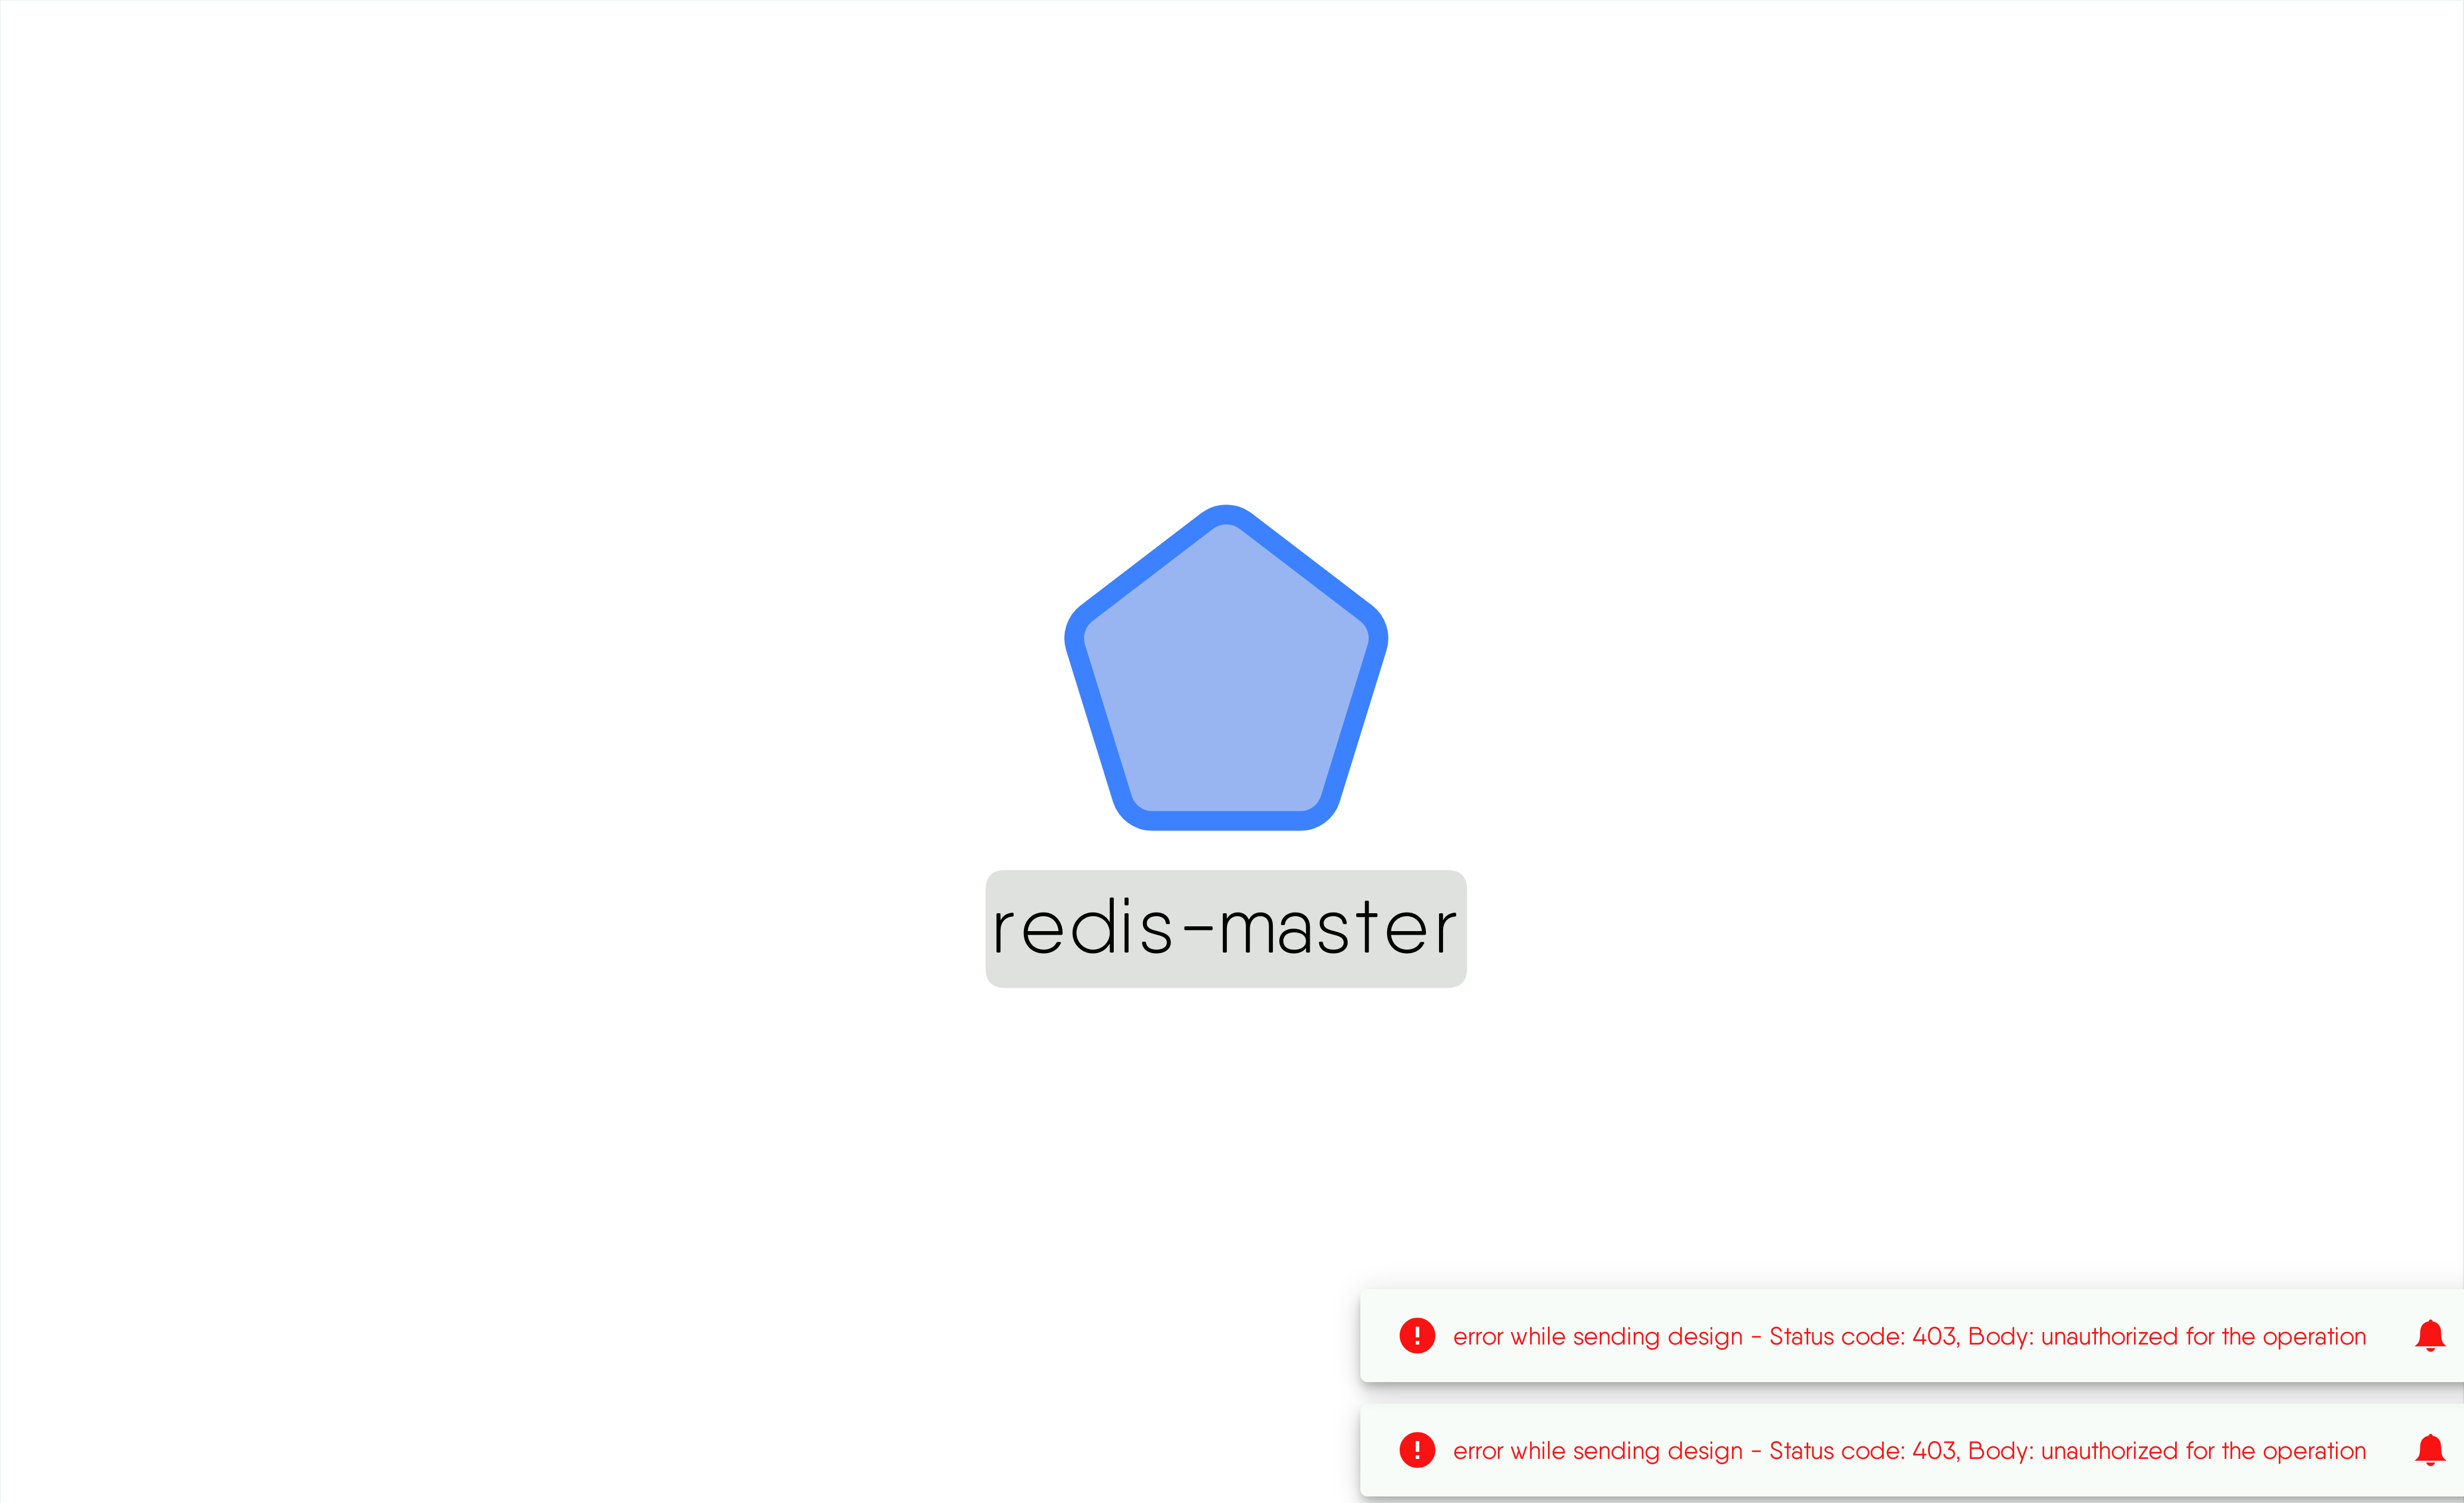 redis-master
error while sending design - Status code: 403, Body: unauthorized for the operation
error while sending design - Status code: 403, Body: unauthorized for the operation